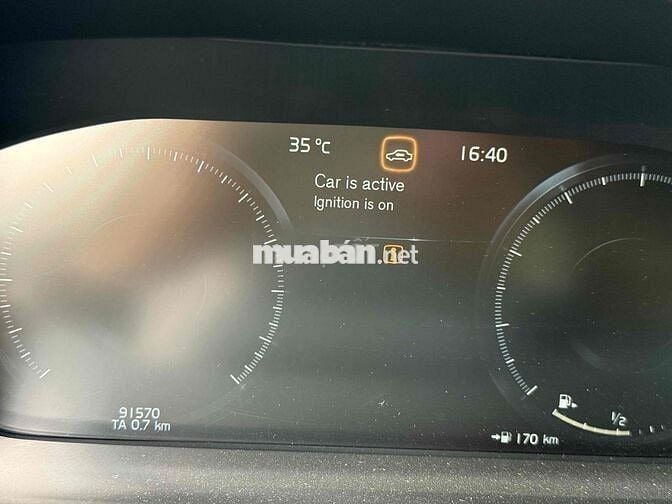 35 °C
16:40
Car is active
Ignition is on
muabán.net
91570
TA 0.7 km
1/2
170 km